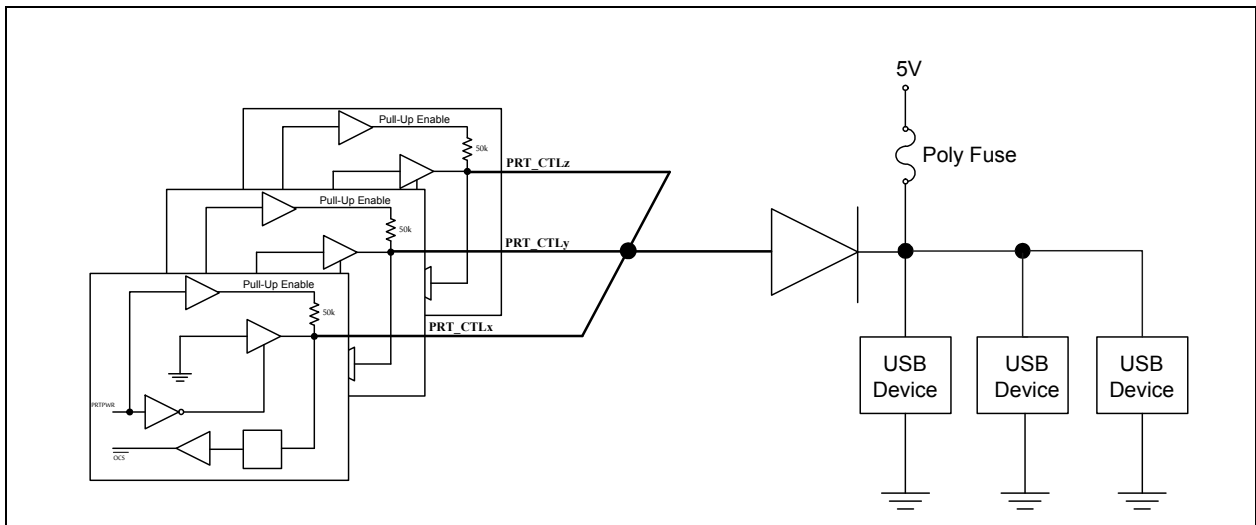 5V
Poly Fuse
Pull-Up Enable
50k
PRT_CTLz
Pull-Up Enable
50k
PRT_CTLy
Pull-Up Enable
50k
PRT_CTLx
PRTPWR
OCS
USB
Device
USB
Device
USB
Device